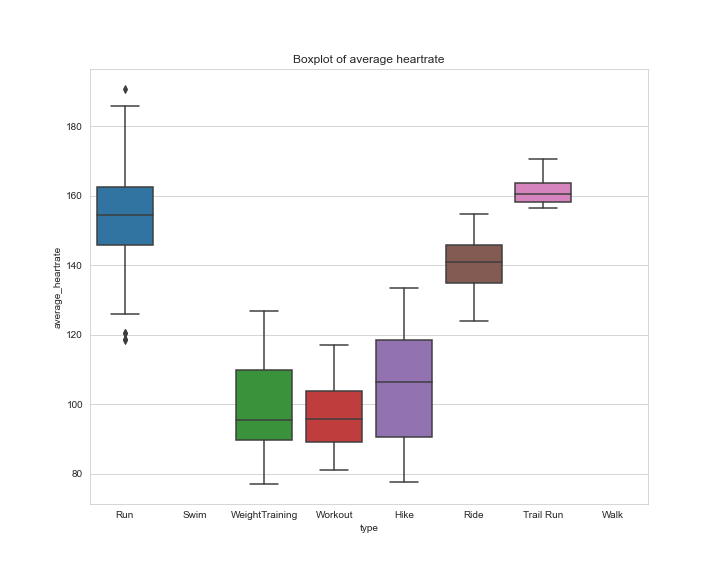 Boxplot of average heartrate
180
160
140
120
100
80
average_heartrate
Run Swim WeightTraining Workout Hike Ride Trail Run Walk
type